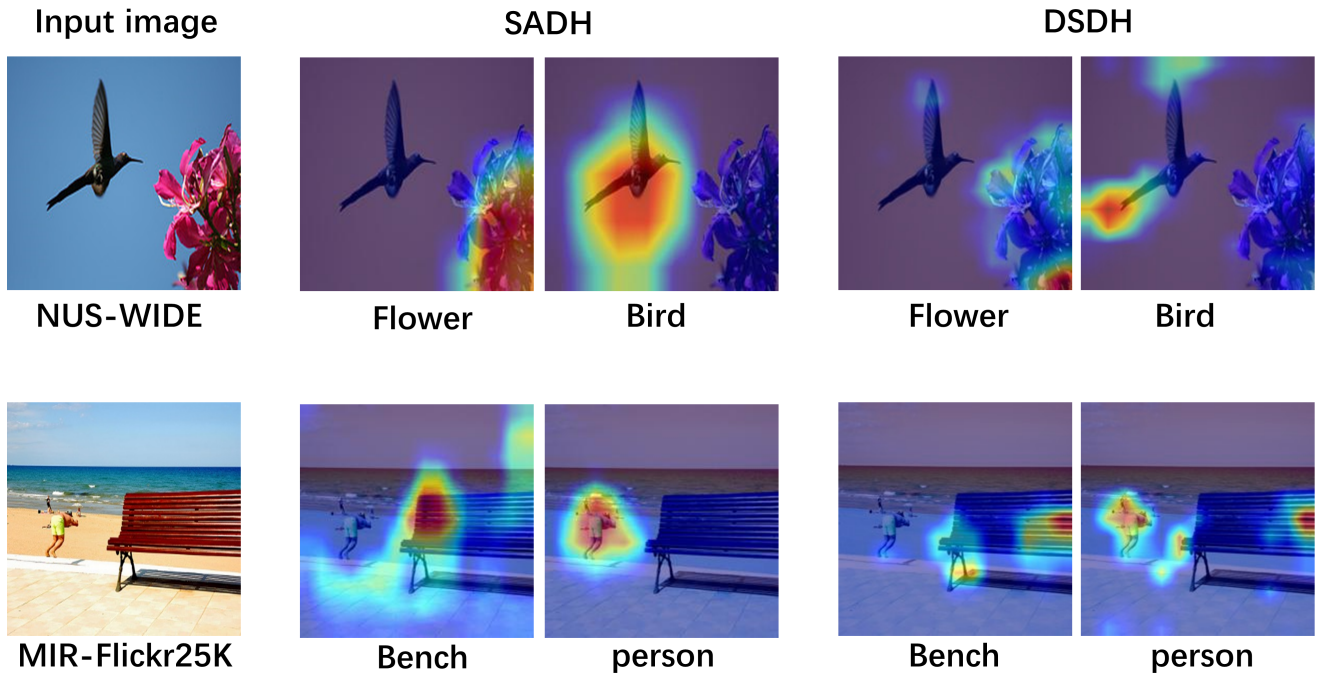 Input image
SADH
DSDH
NUS-WIDE
Flower
Bird
Flower
Bird
MIR-Flickr25K
Bench
person
Bench
person